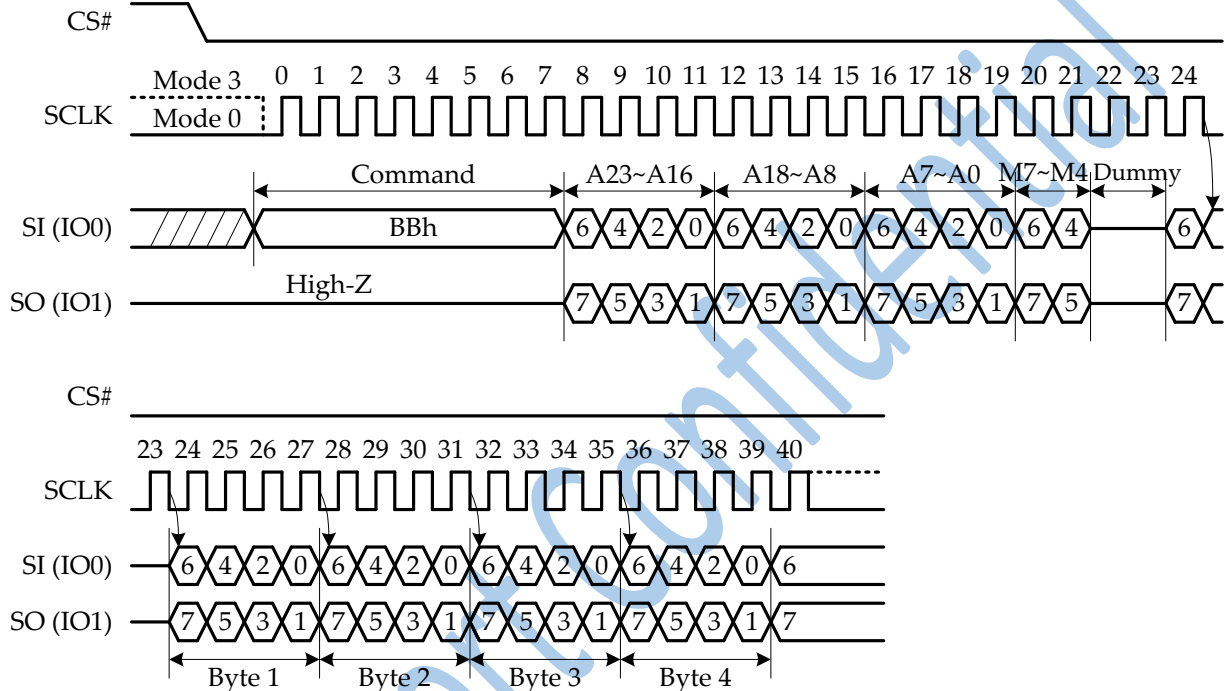 CS#
Mode 3 0 1 2 3 4 5 6 7 8 9 10 11 12 13 14 15 16 17 18 19 20 21 22 23 24
SCLK Mode 0
Command A23~A16 A18~A8 A7~A0 M7~M4 Dummy
SI (IO0) BBh 6 4 2 0 6 4 2 0 6 4 2 0 6 4 6
High-Z
SO (IO1) 7 5 3 1 7 5 3 1 7 5 3 1 7 5 7
CS#
23 24 25 26 27 28 29 30 31 32 33 34 35 36 37 38 39 40
SCLK
SI (IO0) 6 4 2 0 6 4 2 0 6 4 2 0 6 4 2 0 6
SO (IO1) 7 5 3 1 7 5 3 1 7 5 3 1 7 5 3 1 7
Byte 1 Byte 2 Byte 3 Byte 4
Confidential